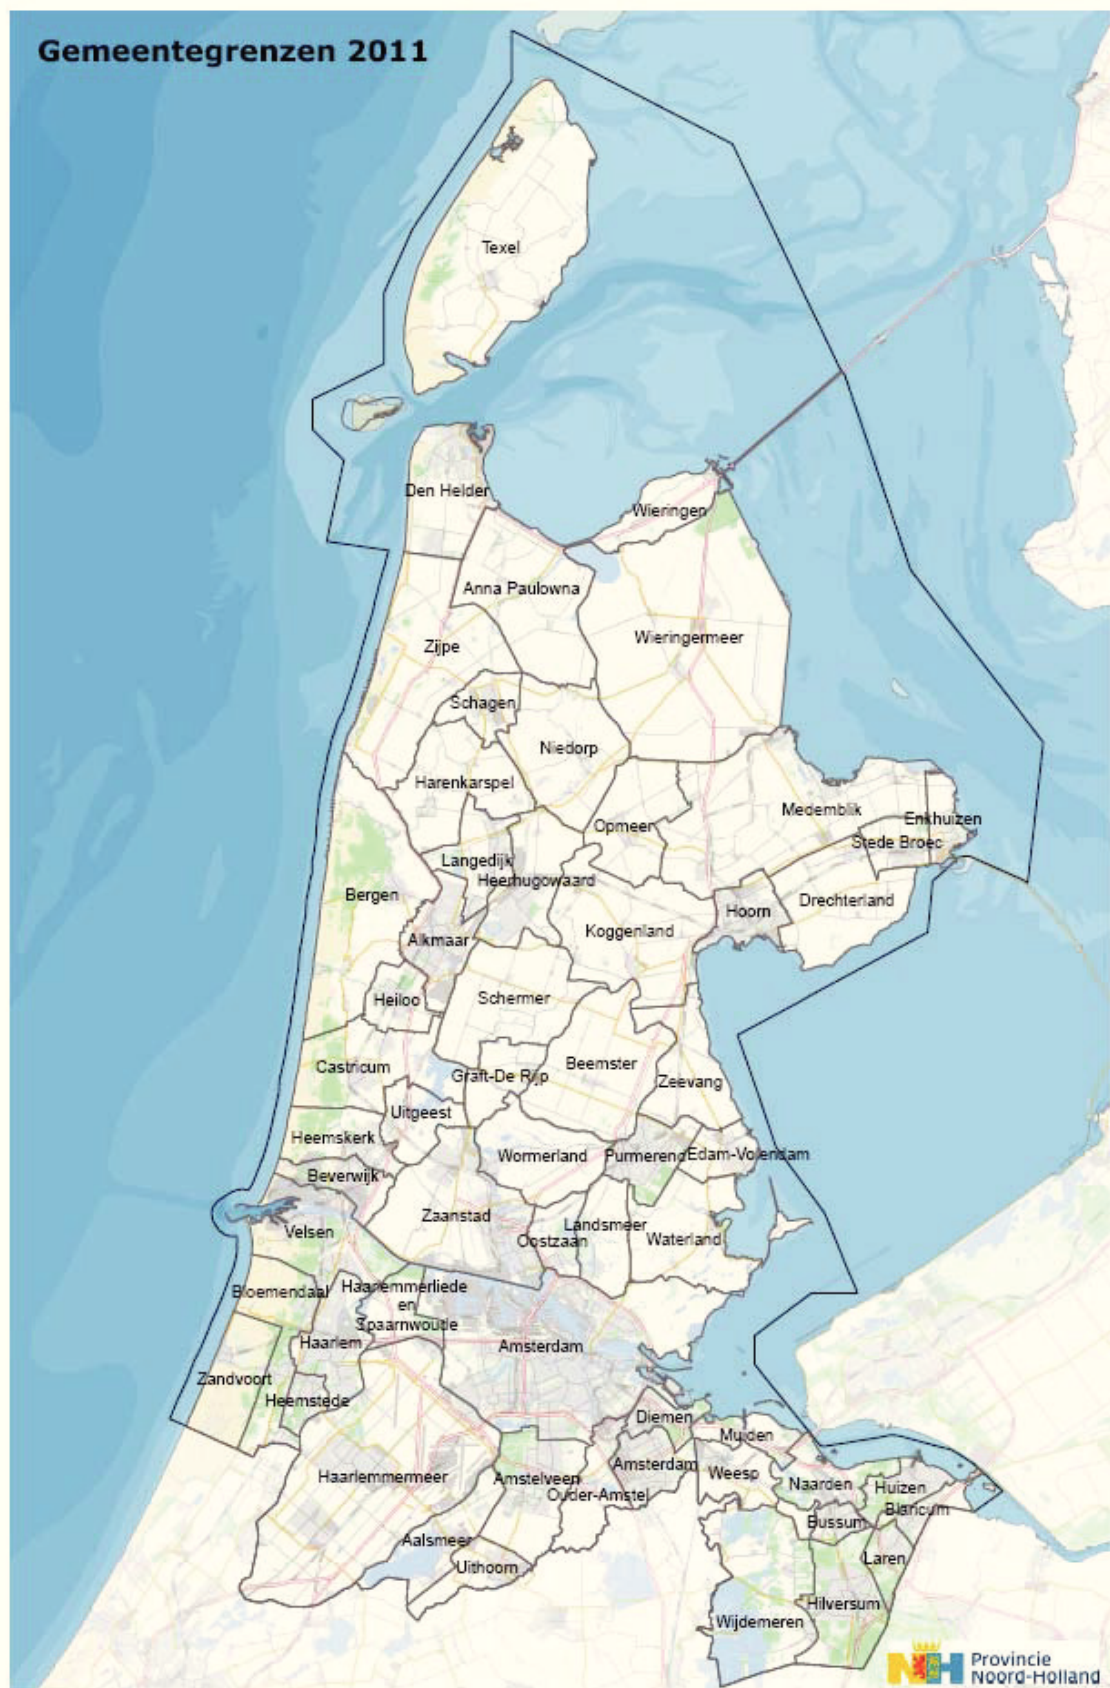 Gemeentegrenzen 2011
Texel
Den Helder
Wieringen
Anna Paulowna
Wieringermeer
Zijpe
Schagen
Niedorp
Harenkarspel
Medemblik
Enkhuizen
Opmeer
Stede Broec
Langedijk
Heerhugowaard
Bergen
Drechterland
Hoorn
Koggenland
Alkmaar
Heiloo
Schermer
Castricum
Beemster
Graft-De Rijp
Zeevang
Uitgeest
Heemskerk
Wormerland
Purmerend
Edam-Volendam
Beverwijk
Zaanstad
Landsmeer
Velsen
Oostzaan
Waterland
Bloemendaal
Haarlemmerliede
en
Spaarnwoude
Haarlem
Amsterdam
Zandvoort
Heemstede
Diemen
Muiden
Haarlemmermeer
Amstelveen
Amsterdam
Weesp
Naarden
Huizen
Ouder-Amstel
Blaricum
Bussum
Aalsmeer
Uithoorn
Laren
Hilversum
Wijdemeren
NH
Provincie
Noord-Holland